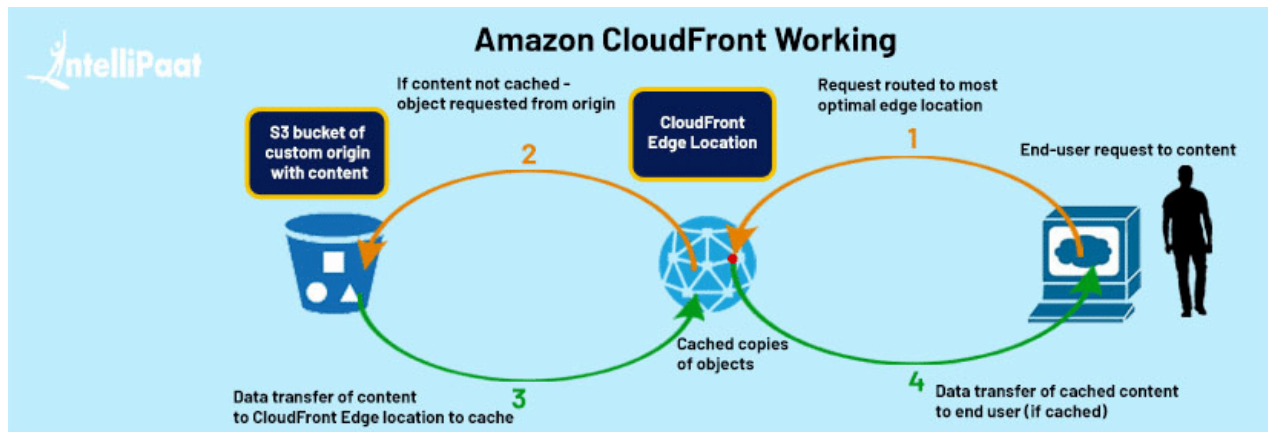 Amazon CloudFront Working
IntelliPaat
If content not cached -
object requested from origin
Request routed to most
optimal edge location
S3 bucket of
custom origin
with content
CloudFront
Edge Location
1
2
End-user request to content
Cached copies
of objects
3
4
Data transfer of content
to CloudFront Edge location to cache
Data transfer of cached content
to end user (if cached)